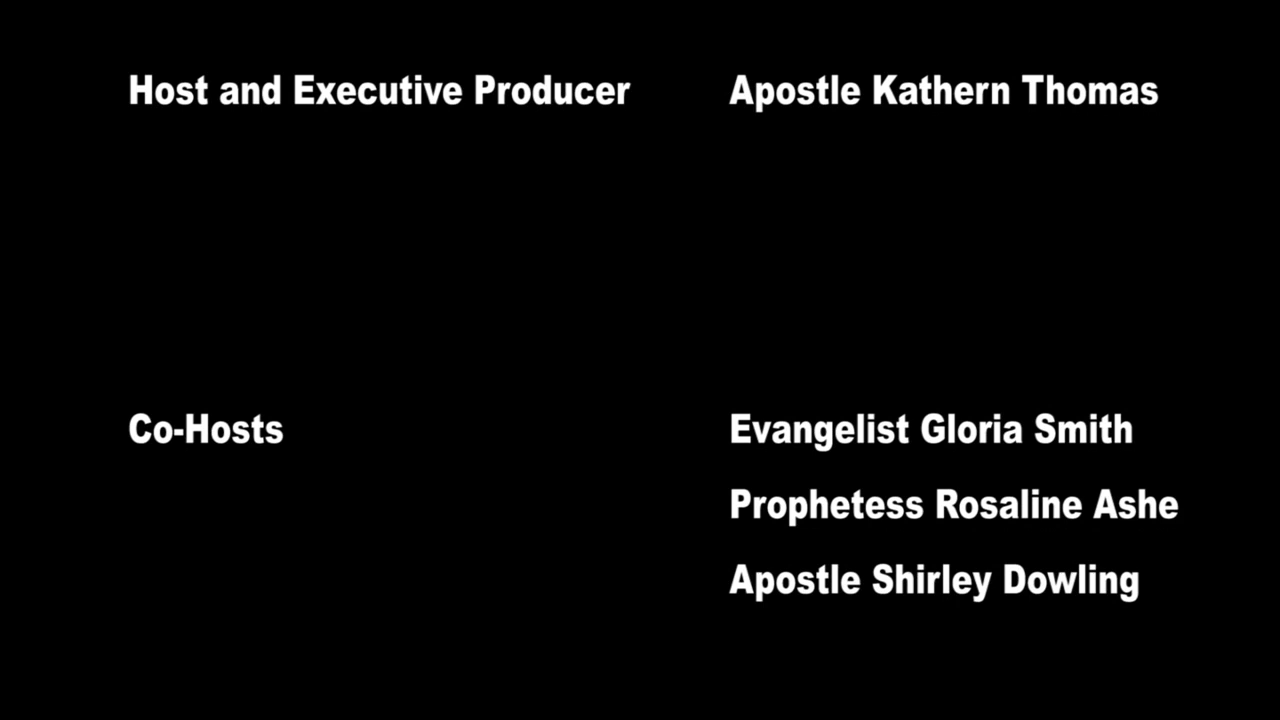 Host and Executive Producer Apostle Kathern Thomas
Co-Hosts Evangelist Gloria Smith
Prophetess Rosaline Ashe
Apostle Shirley Dowling